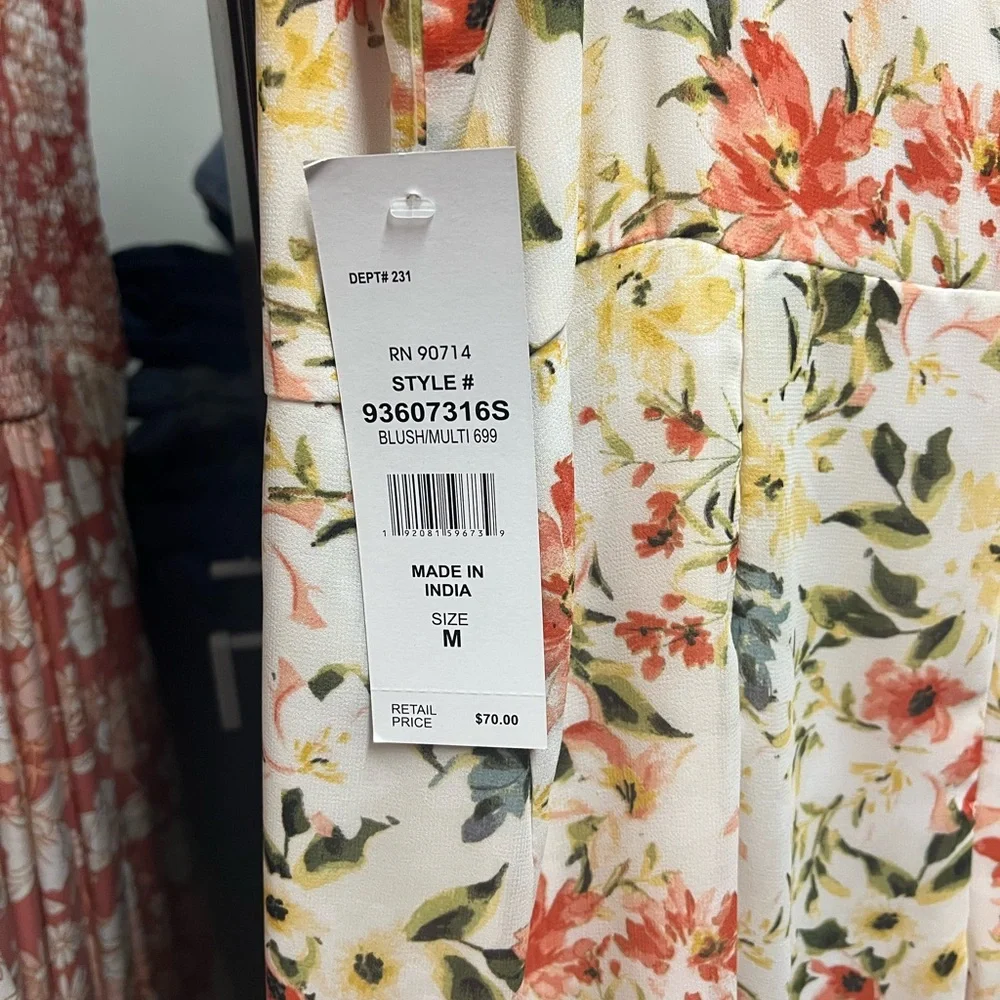 DEPT# 231
RN 90714
STYLE #
93607316S
BLUSH/MULTI 699
1 92081 59673 9
MADE IN
INDIA
SIZE
M
RETAIL
PRICE $70.00